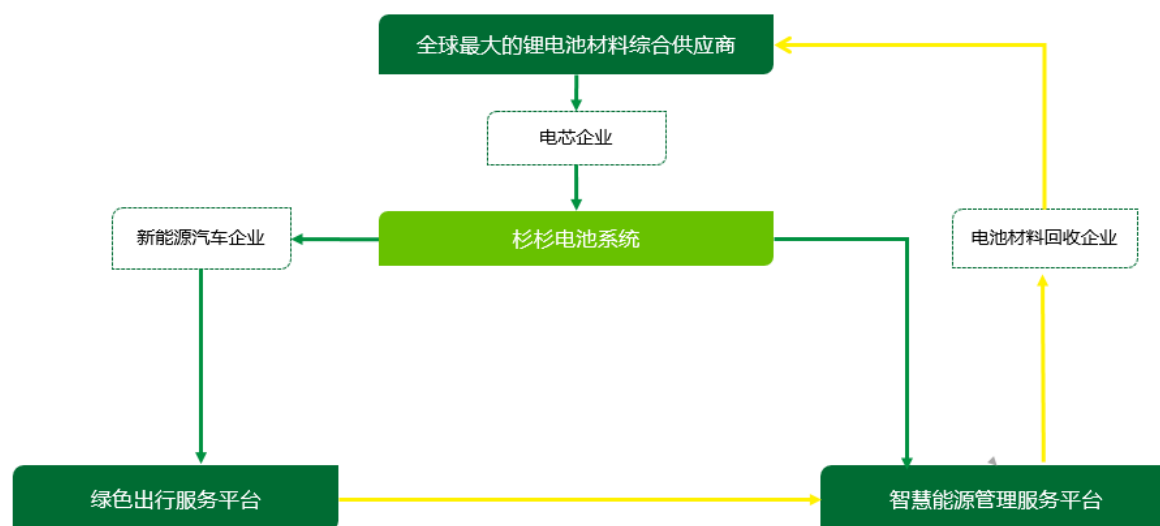 全球最大的锂电池材料综合供应商
电芯企业
新能源汽车企业
杉杉电池系统
电池材料回收企业
绿色出行服务平台
智慧能源管理服务平台